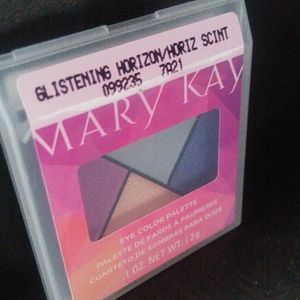 GLISTENING HORIZON/HORIZ SCINT
099235 7A21
MARY KAY
EYE COLOR PALETTE
PALETTE DE FARDS À PAUPIÈRES
CUARTETO DE SOMBRAS PARA OJOS
.1 OZ NET WT. / 3 g